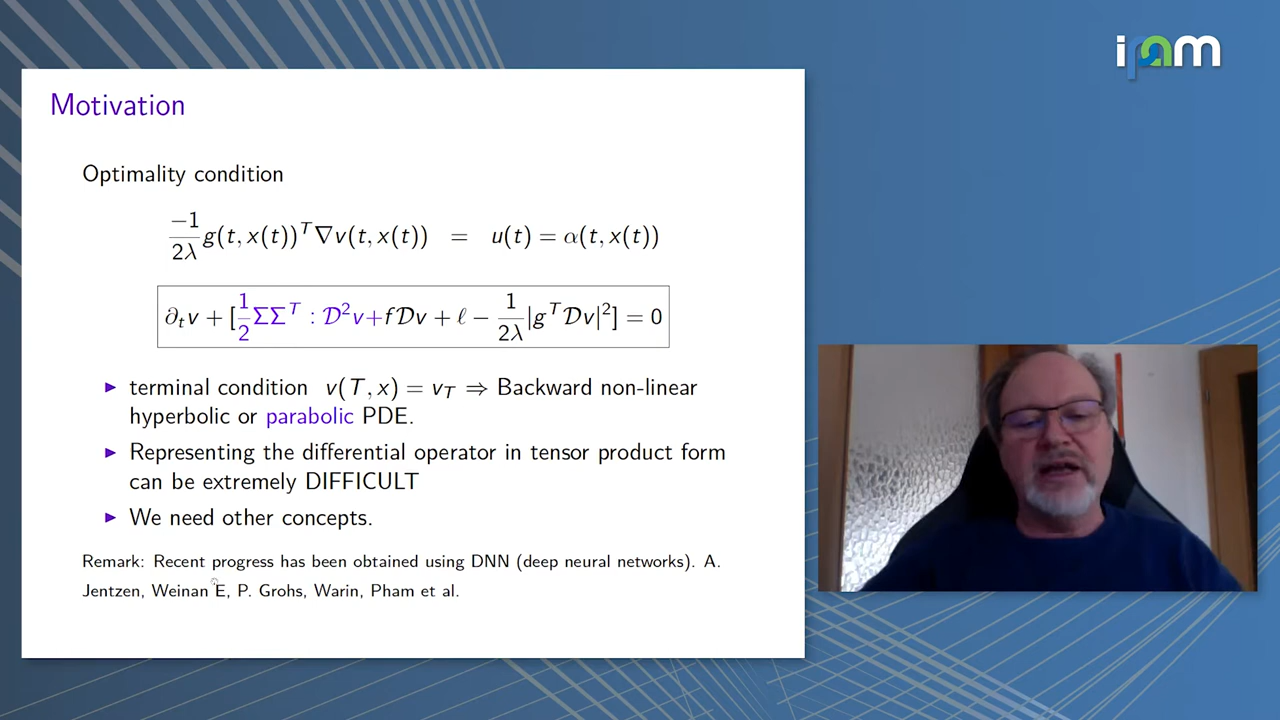 ipam
Motivation
Optimality condition
−1/2λ g(t, x(t))ᵀ∇v(t, x(t)) = u(t) = α(t, x(t))
∂ₜv + [1/2 ΣΣᵀ : 𝒟²v+f𝒟v + ℓ − 1/2λ |gᵀ𝒟v|²] = 0
▶ terminal condition v(T, x) = v_T ⇒ Backward non-linear
hyperbolic or parabolic PDE.
▶ Representing the differential operator in tensor product form
can be extremely DIFFICULT
▶ We need other concepts.
Remark: Recent progress has been obtained using DNN (deep neural networks). A.
Jentzen, Weinan E, P. Grohs, Warin, Pham et al.